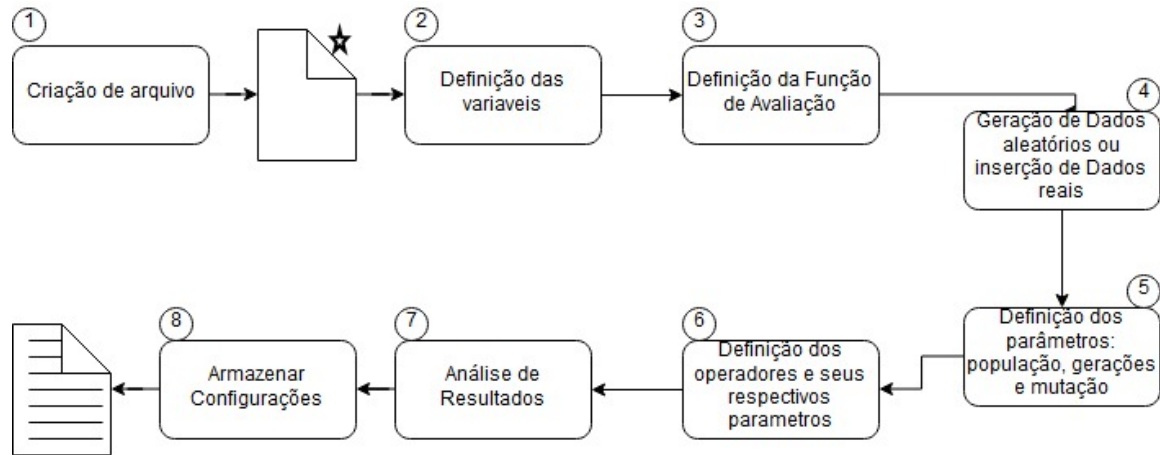 1
Criação de arquivo
2
Definição das
variaveis
3
Definição da Função
de Avaliação
4
Geração de Dados
aleatórios ou
inserção de Dados
reais
5
Definição dos
parâmetros:
população, gerações
e mutação
6
Definição dos
operadores e seus
respectivos
parametros
7
Análise de
Resultados
8
Armazenar
Configurações